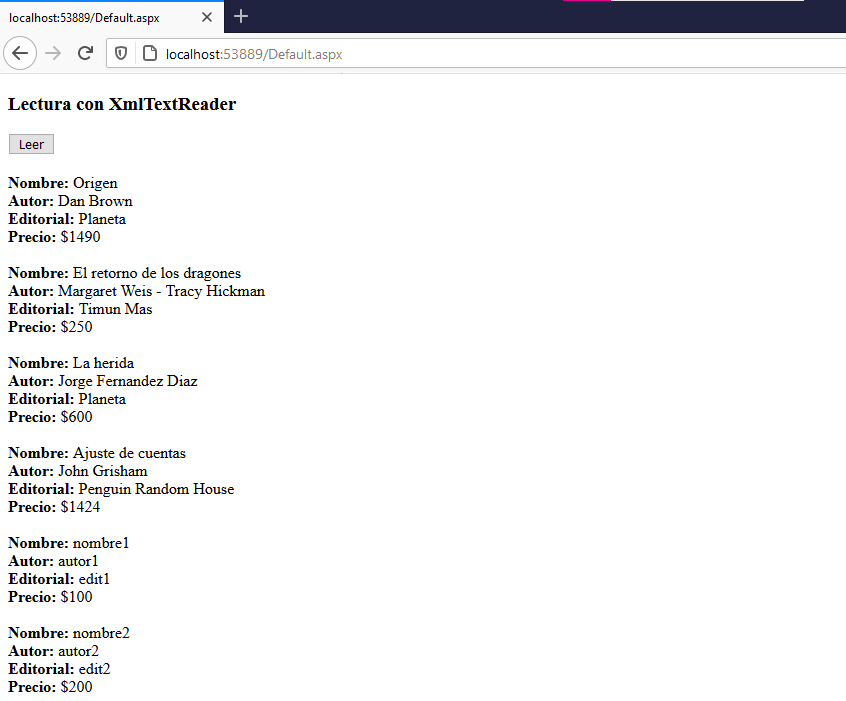 localhost:53889/Default.aspx
localhost:53889/Default.aspx
Lectura con XmlTextReader
Leer
Nombre: Origen
Autor: Dan Brown
Editorial: Planeta
Precio: $1490
Nombre: El retorno de los dragones
Autor: Margaret Weis - Tracy Hickman
Editorial: Timun Mas
Precio: $250
Nombre: La herida
Autor: Jorge Fernandez Diaz
Editorial: Planeta
Precio: $600
Nombre: Ajuste de cuentas
Autor: John Grisham
Editorial: Penguin Random House
Precio: $1424
Nombre: nombre1
Autor: autor1
Editorial: edit1
Precio: $100
Nombre: nombre2
Autor: autor2
Editorial: edit2
Precio: $200